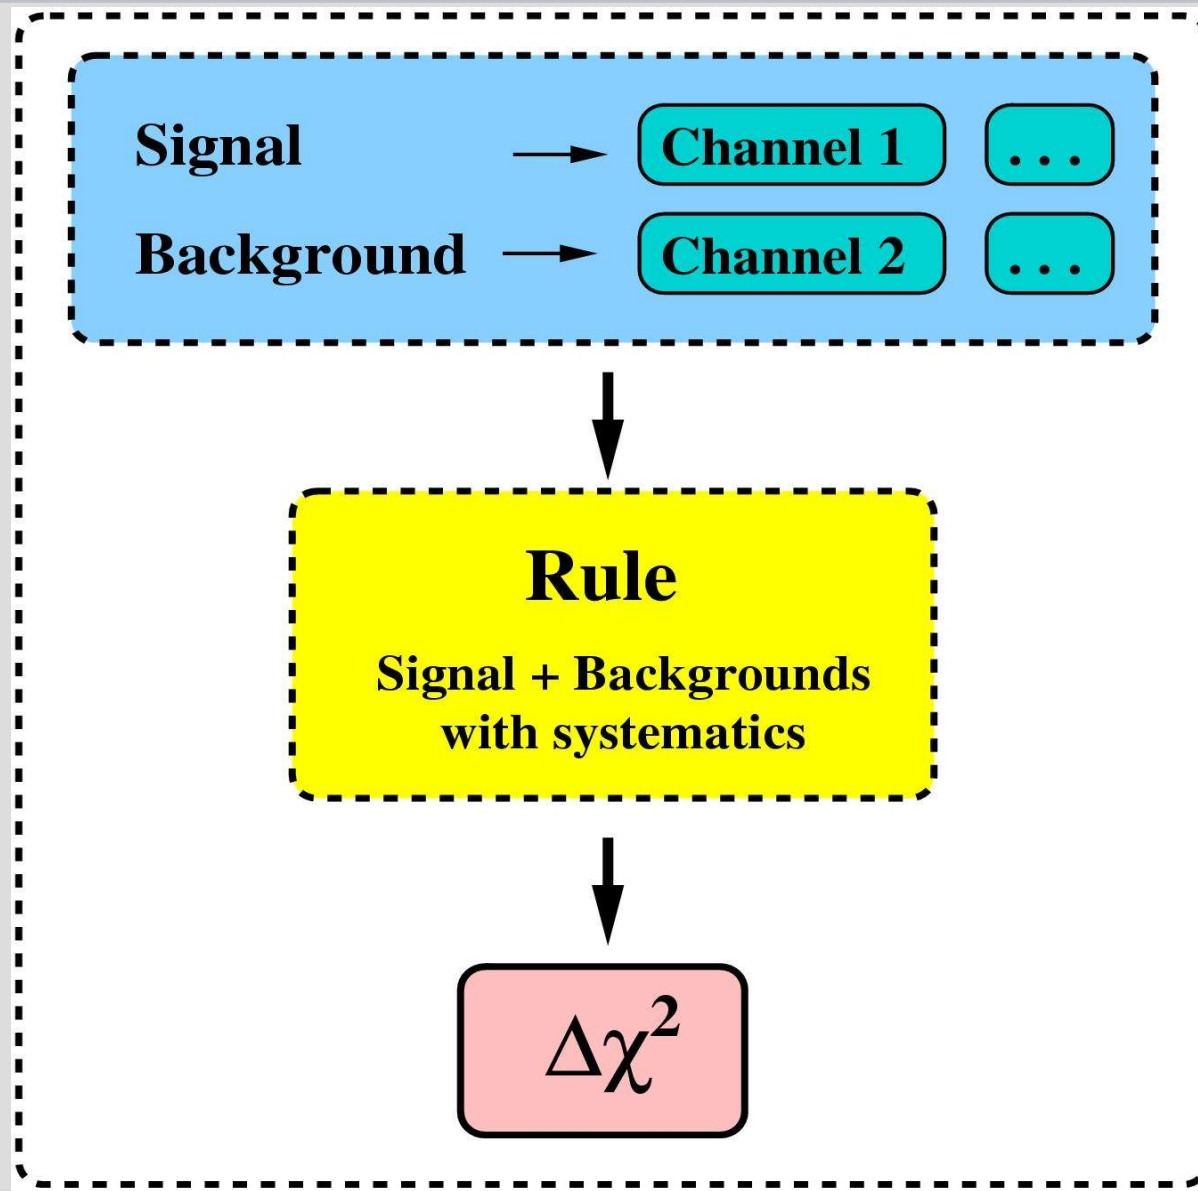 Signal → Channel 1 ...
Background → Channel 2 ...
Rule
Signal + Backgrounds
with systematics
Δχ²